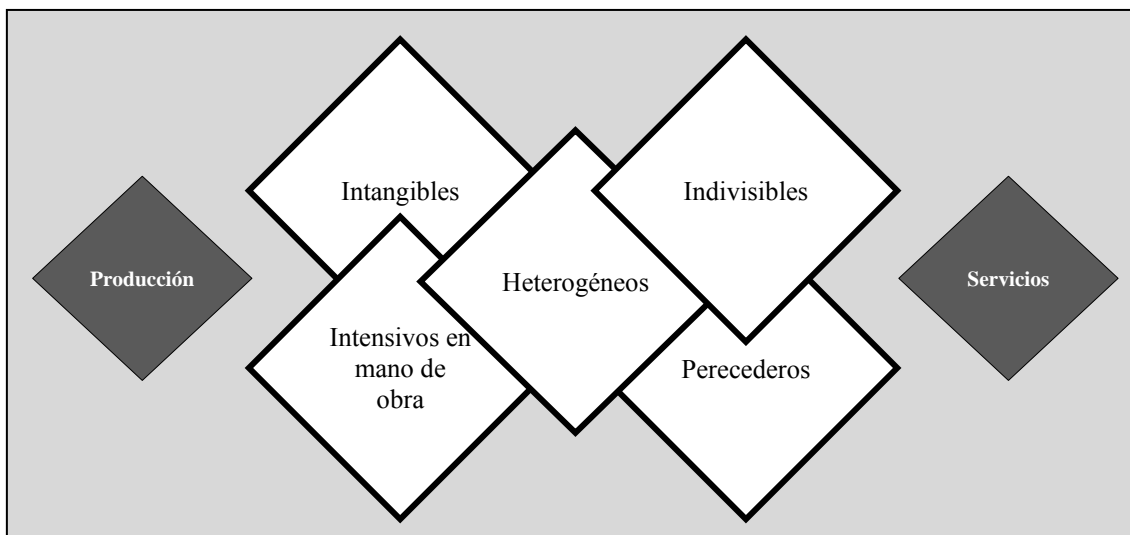 Intangibles
Indivisibles
Producción
Heterogéneos
Servicios
Intensivos en
mano de
obra
Perecederos